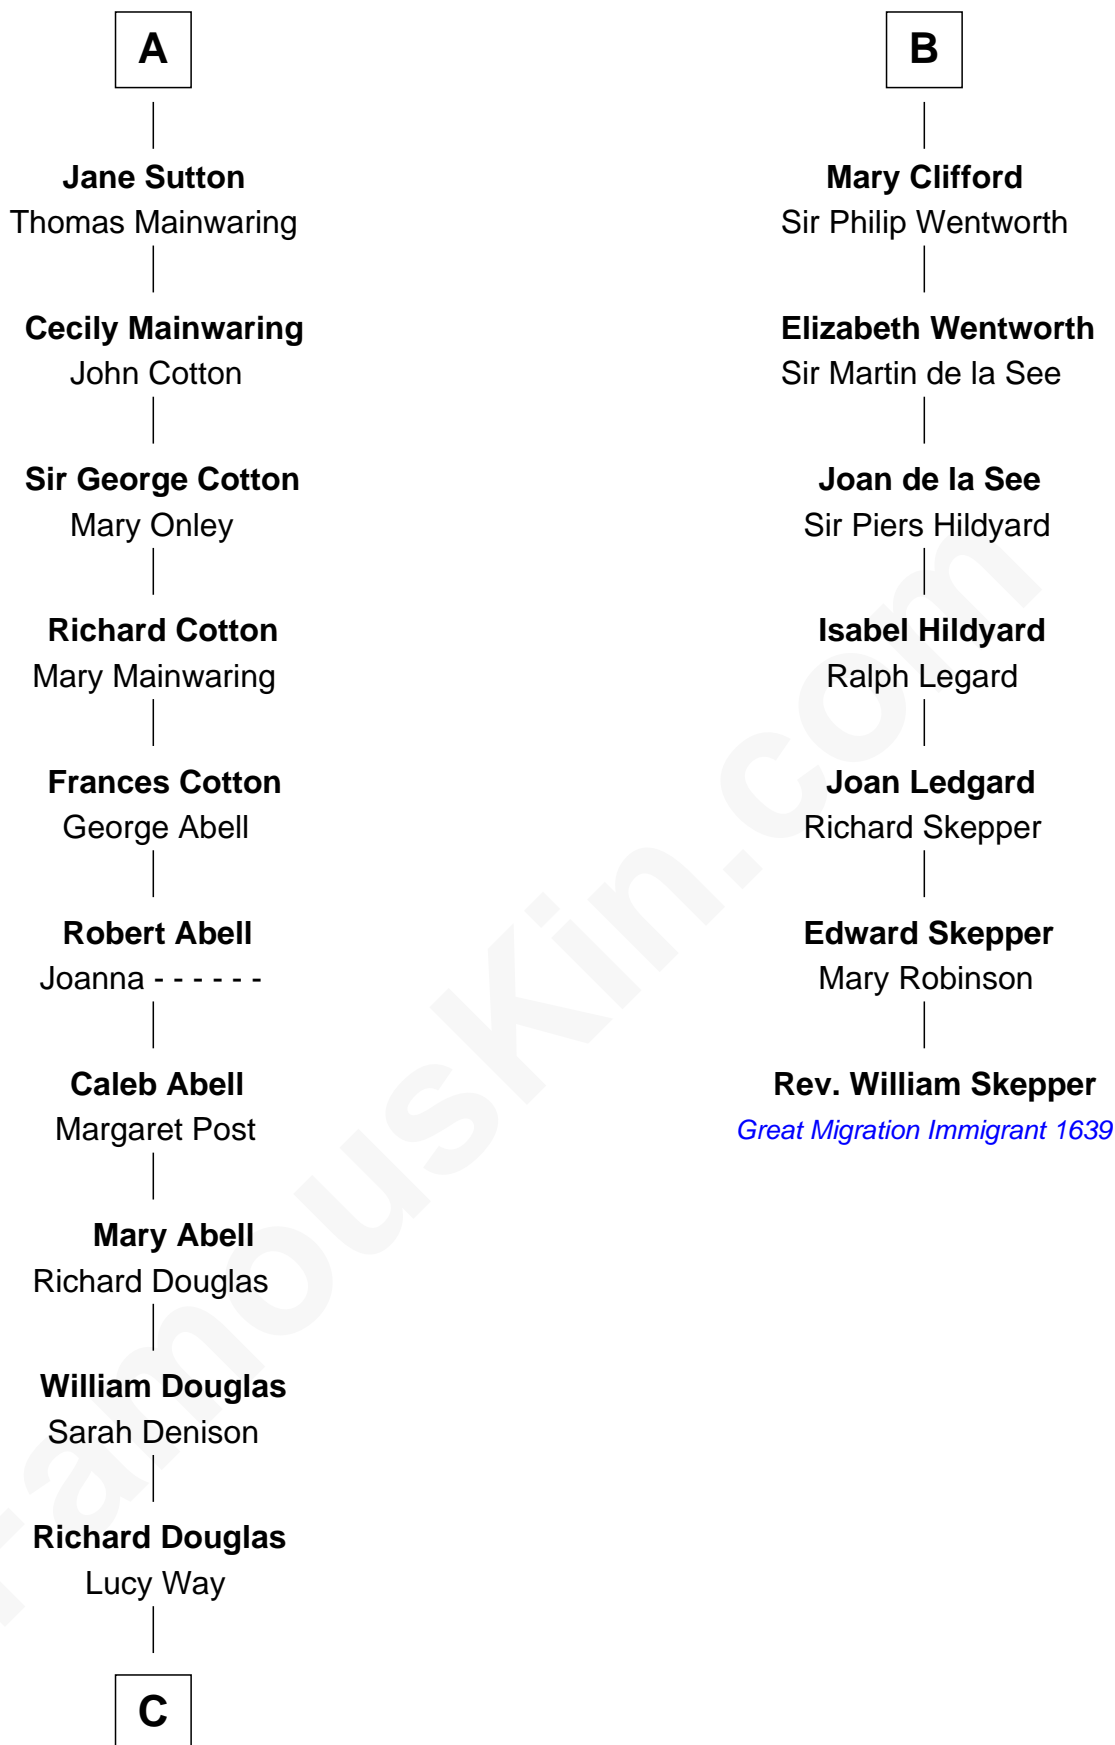 A
Jane Sutton
Thomas Mainwaring
Cecily Mainwaring
John Cotton
Sir George Cotton
Mary Onley
Richard Cotton
Mary Mainwaring
Frances Cotton
George Abell
Robert Abell
Joanna - - - - - -
Caleb Abell
Margaret Post
Mary Abell
Richard Douglas
William Douglas
Sarah Denison
Richard Douglas
Lucy Way
C
B
Mary Clifford
Sir Philip Wentworth
Elizabeth Wentworth
Sir Martin de la See
Joan de la See
Sir Piers Hildyard
Isabel Hildyard
Ralph Legard
Joan Ledgard
Richard Skepper
Edward Skepper
Mary Robinson
Rev. William Skepper
Great Migration Immigrant 1639
FamousKin.com